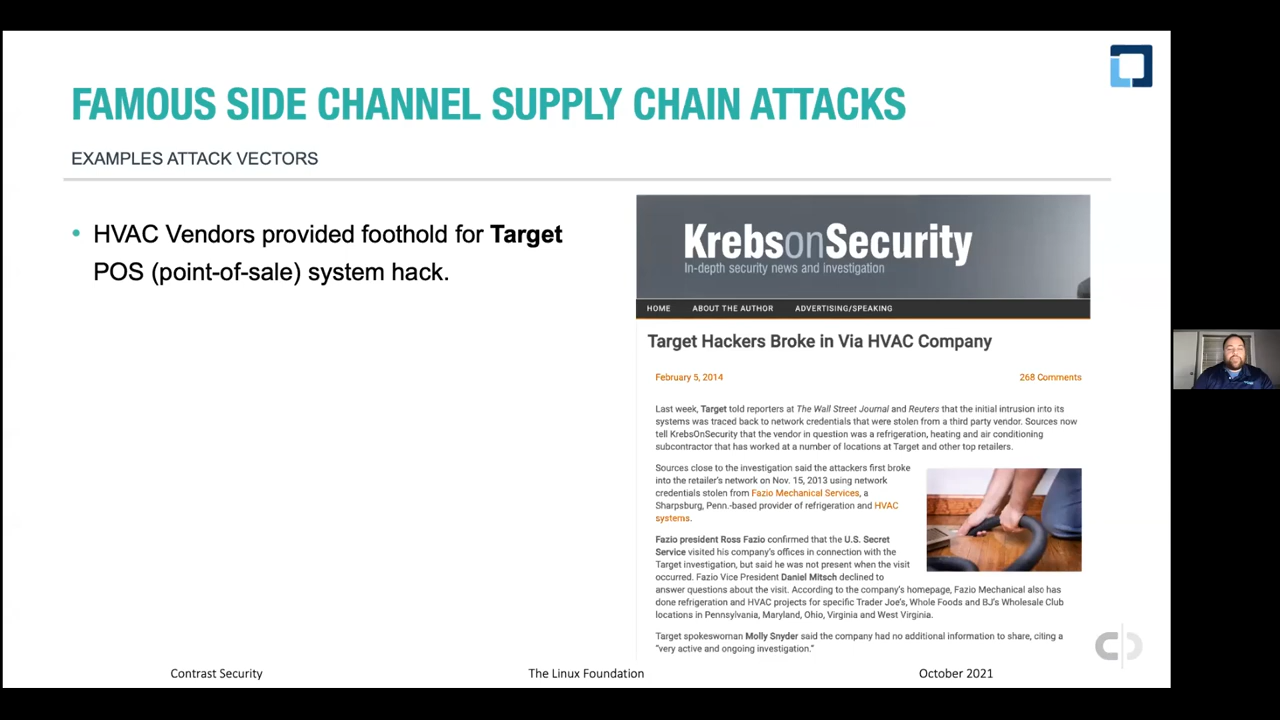 FAMOUS SIDE CHANNEL SUPPLY CHAIN ATTACKS
EXAMPLES ATTACK VECTORS
• HVAC Vendors provided foothold for Target
POS (point-of-sale) system hack.
KrebsonSecurity
In-depth security news and investigation
HOME ABOUT THE AUTHOR ADVERTISING/SPEAKING
Target Hackers Broke in Via HVAC Company
February 5, 2014 268 Comments
Last week, Target told reporters at The Wall Street Journal and Reuters that the initial intrusion into its
systems was traced back to network credentials that were stolen from a third party vendor. Sources now
tell KrebsOnSecurity that the vendor in question was a refrigeration, heating and air conditioning
subcontractor that has worked at a number of locations at Target and other top retailers.
Sources close to the investigation said the attackers first broke
into the retailer's network on Nov. 15, 2013 using network
credentials stolen from Fazio Mechanical Services, a
Sharpsburg, Penn.-based provider of refrigeration and HVAC
systems.
Fazio president Ross Fazio confirmed that the U.S. Secret
Service visited his company's offices in connection with the
Target investigation, but said he was not present when the visit
occurred. Fazio Vice President Daniel Mitsch declined to
answer questions about the visit. According to the company's homepage, Fazio Mechanical also has
done refrigeration and HVAC projects for specific Trader Joe's, Whole Foods and BJ's Wholesale Club
locations in Pennsylvania, Maryland, Ohio, Virginia and West Virginia.
Target spokeswoman Molly Snyder said the company had no additional information to share, citing a
"very active and ongoing investigation."
Contrast Security The Linux Foundation October 2021